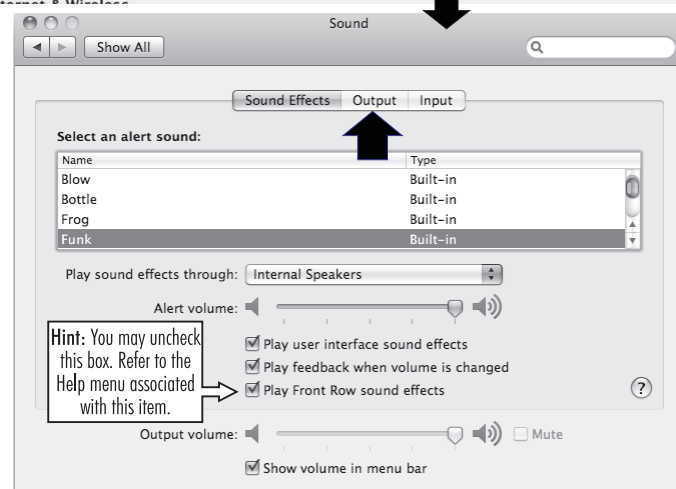 ternet & Wireless
Sound
Show All
Sound Effects Output Input
Select an alert sound:
Name Type
Blow Built-in
Bottle Built-in
Frog Built-in
Funk Built-in
Play sound effects through: Internal Speakers
Alert volume:
Hint: You may uncheck
this box. Refer to the
Help menu associated
with this item.
Play user interface sound effects
Play feedback when volume is changed
Play Front Row sound effects
?
Output volume: Mute
Show volume in menu bar